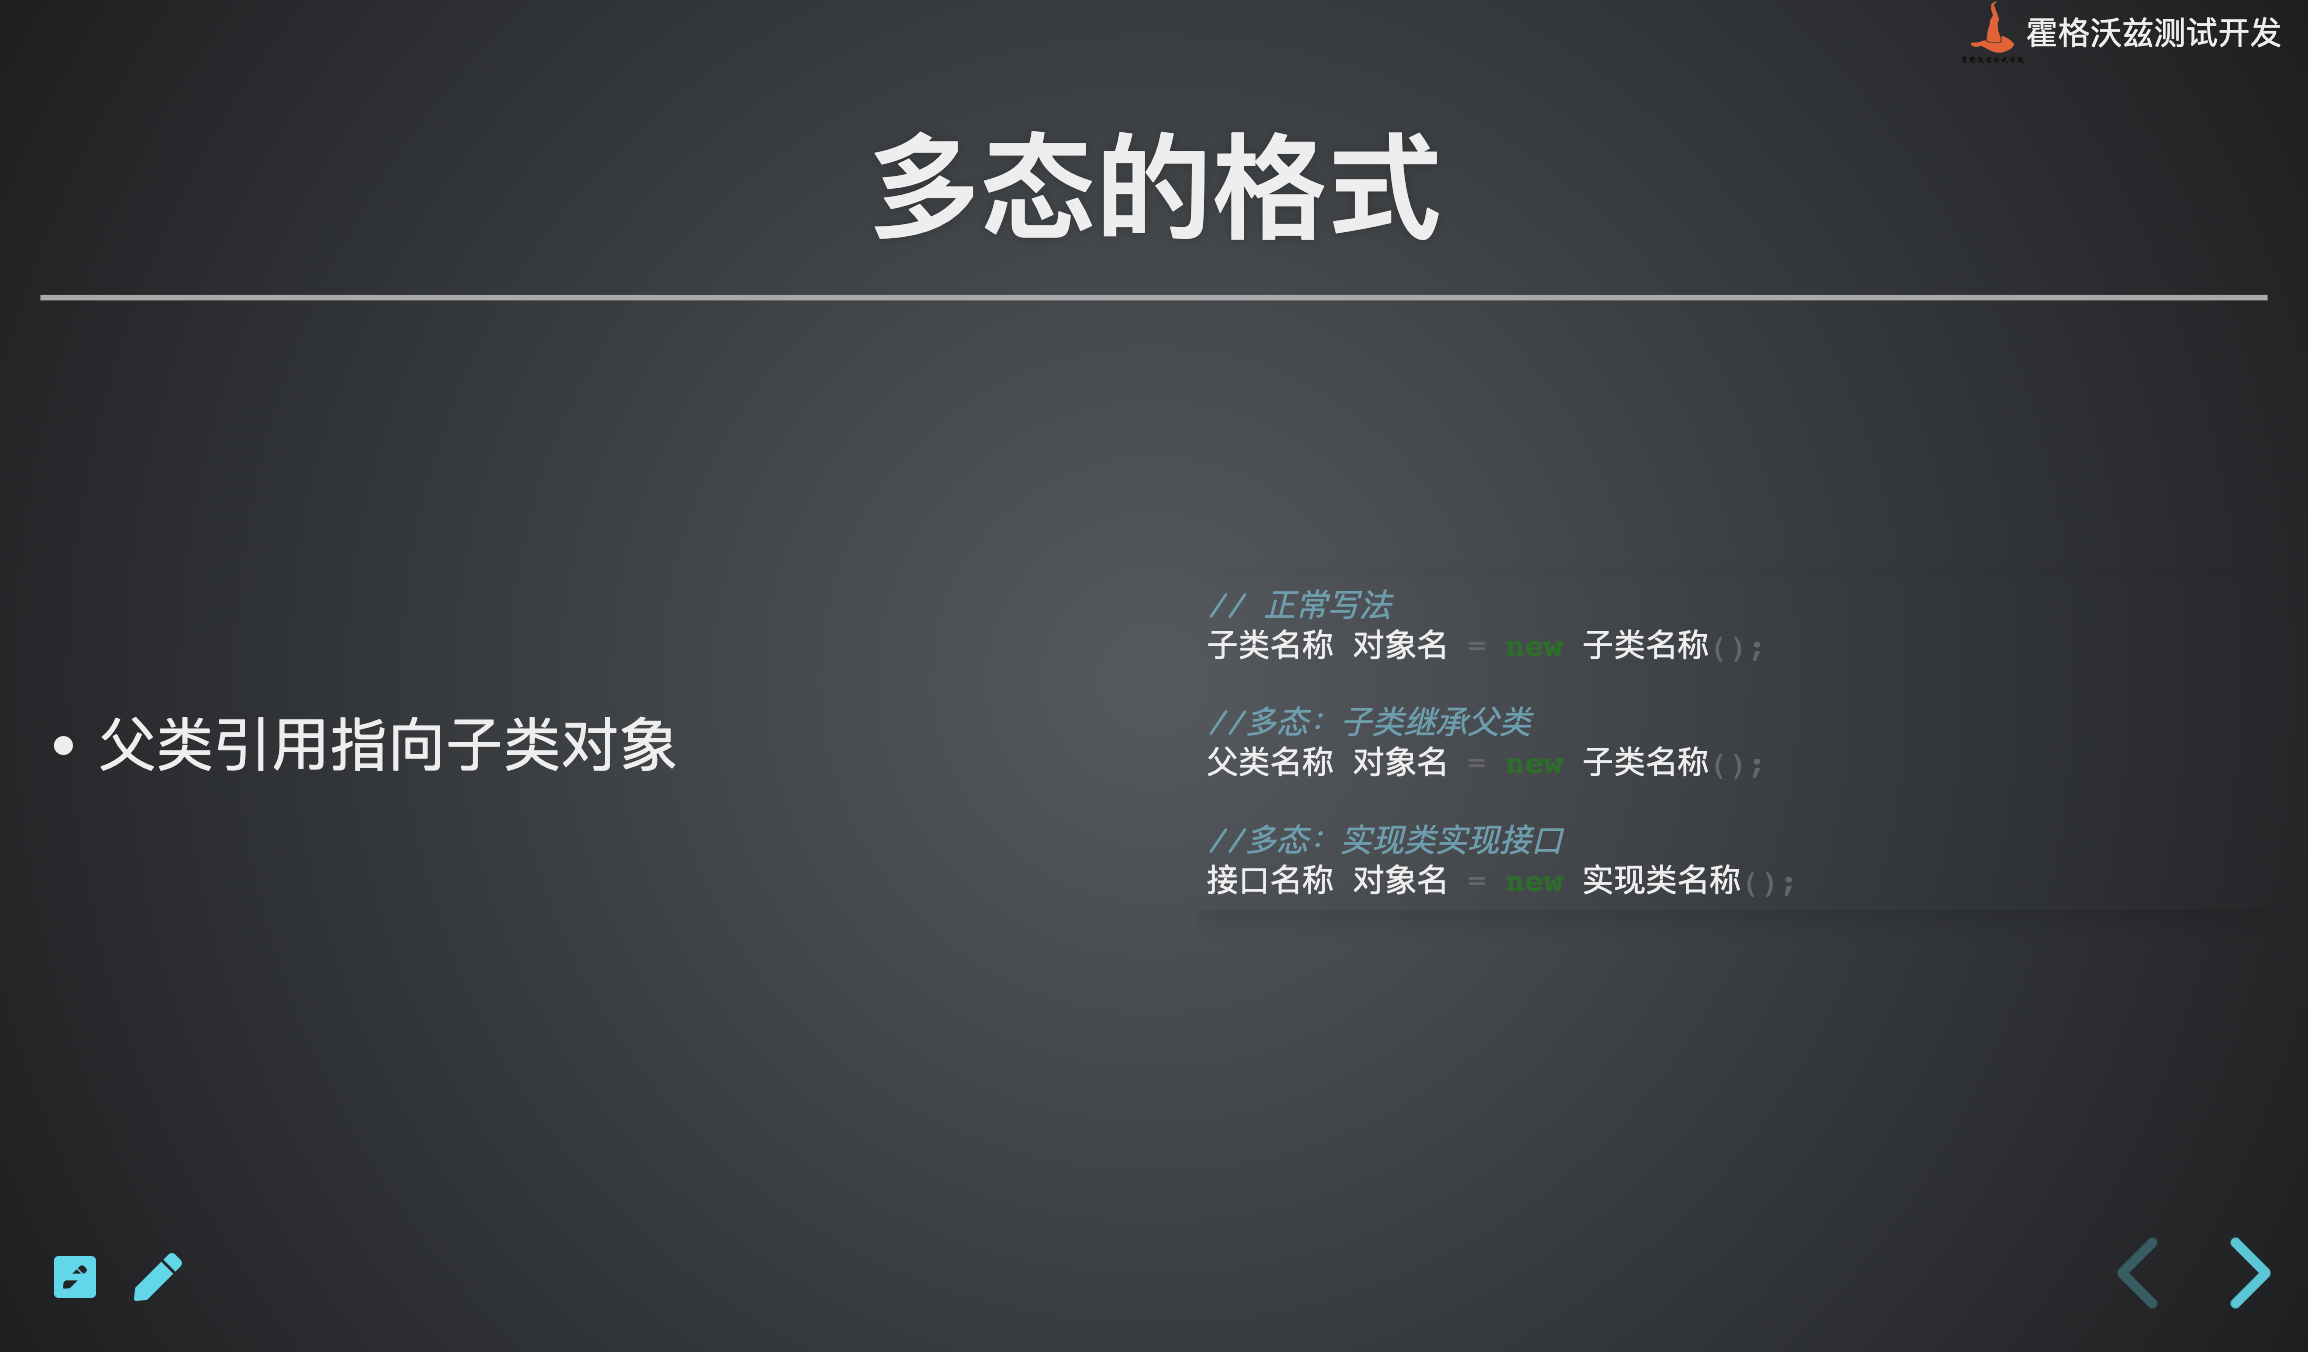 霍格沃兹测试开发
多态的格式
父类引用指向子类对象
// 正常写法
子类名称 对象名 = new 子类名称();
//多态：子类继承父类
父类名称 对象名 = new 子类名称();
//多态：实现类实现接口
接口名称 对象名 = new 实现类名称();